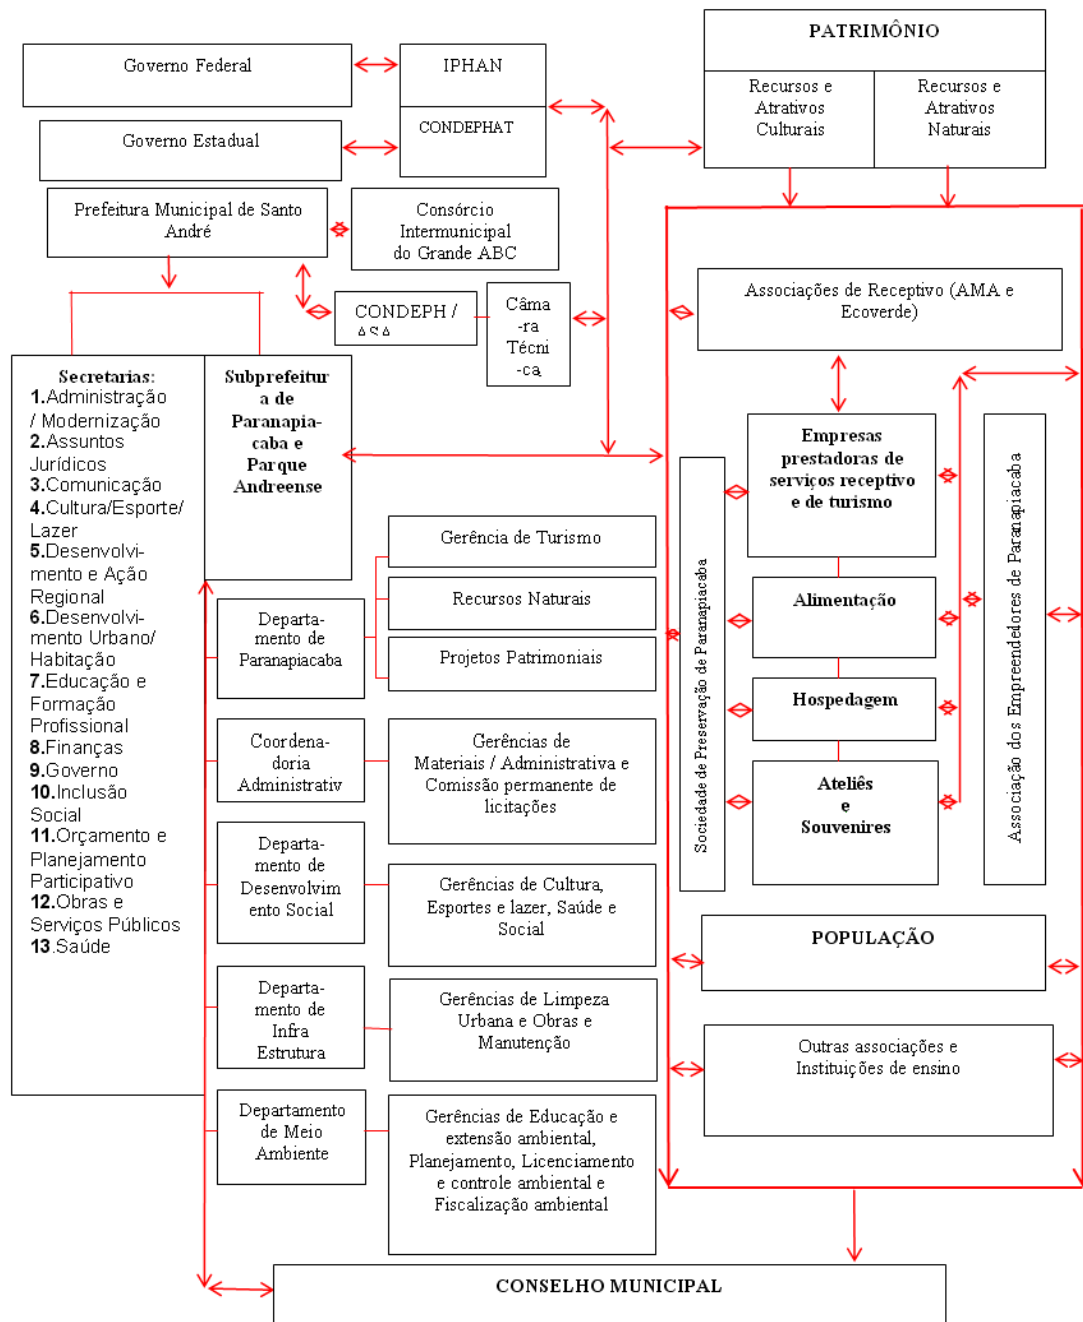 Governo Federal
IPHAN
CONDEPHAT
Governo Estadual
PATRIMÔNIO
Recursos e
Atrativos
Culturais
Recursos e
Atrativos
Naturais
Prefeitura Municipal de Santo
André
Consórcio
Intermunicipal
do Grande ABC
CONDEPH /
ASA
Câma
-ra
Técni
-ca
Secretarias:
1.Administração
/ Modernização
2.Assuntos
Jurídicos
3.Comunicação
4.Cultura/Esporte/
Lazer
5.Desenvolvi-
mento e Ação
Regional
6.Desenvolvi-
mento Urbano/
Habitação
7.Educação e
Formação
Profissional
8.Finanças
9.Governo
10.Inclusão
Social
11.Orçamento e
Planejamento
Participativo
12.Obras e
Serviços Públicos
13.Saúde
Subprefeitur
a de
Paranapia-
caba e
Parque
Andreense
Departa-
mento de
Paranapiacaba
Gerência de Turismo
Recursos Naturais
Projetos Patrimoniais
Coordena-
doria
Administrativ
Gerências de
Materiais / Administrativa e
Comissão permanente de
licitações
Departa-
mento de
Desenvolvim
ento Social
Gerências de Cultura,
Esportes e lazer, Saúde e
Social
Departa-
mento de
Infra
Estrutura
Gerências de Limpeza
Urbana e Obras e
Manutenção
Departamento
de Meio
Ambiente
Gerências de Educação e
extensão ambiental,
Planejamento, Licenciamento
e controle ambiental e
Fiscalização ambiental
Associações de Receptivo (AMA e
Ecoverde)
Sociedade de Preservação de Paranapiacaba
Empresas
prestadoras de
serviços receptivo
e de turismo
Alimentação
Hospedagem
Ateliês
e
Souvenires
Associação dos Empreendedores de Paranapiacaba
POPULAÇÃO
Outras associações e
Instituições de ensino
CONSELHO MUNICIPAL